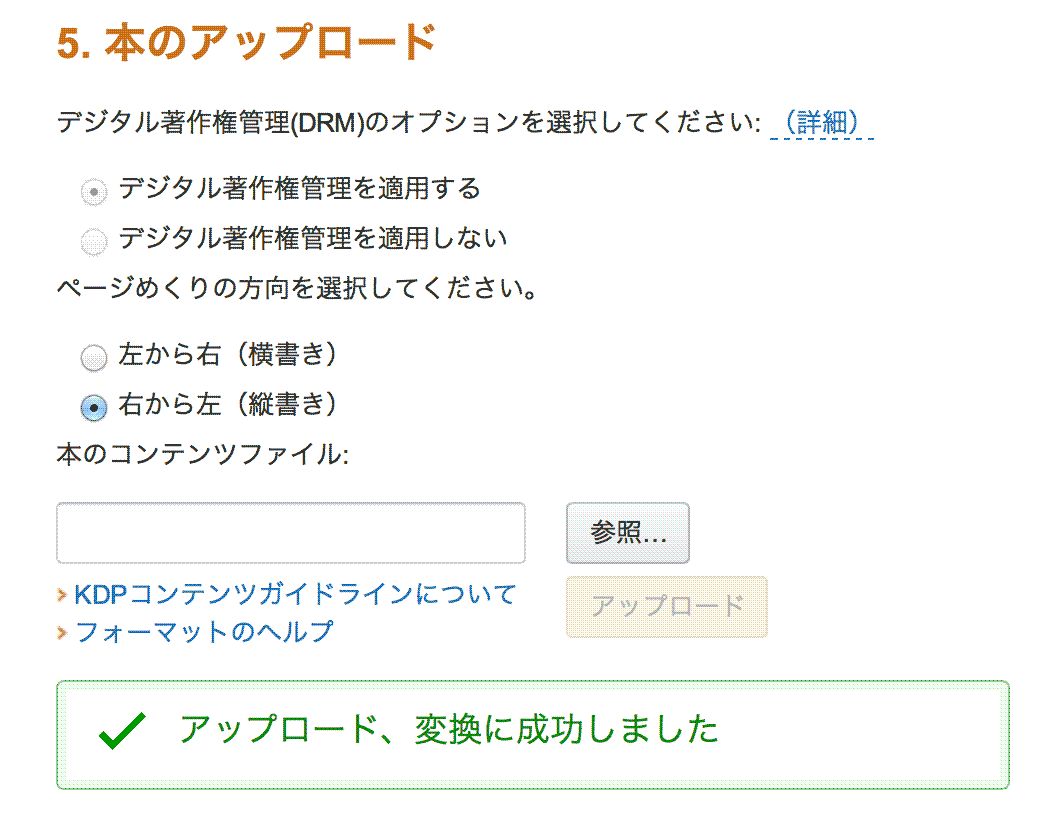 5. 本のアップロード
デジタル著作権管理(DRM)のオプションを選択してください: （詳細）
デジタル著作権管理を適用する
デジタル著作権管理を適用しない
ページめくりの方向を選択してください。
左から右（横書き）
右から左（縦書き）
本のコンテンツファイル:
参照...
› KDPコンテンツガイドラインについて
アップロード
› フォーマットのヘルプ
アップロード、変換に成功しました